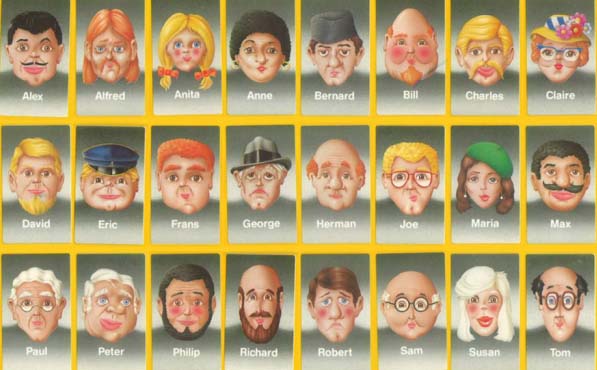 Alex Alfred Anita Anne Bernard Bill Charles Claire
David Eric Frans George Herman Joe Maria Max
Paul Peter Philip Richard Robert Sam Susan Tom